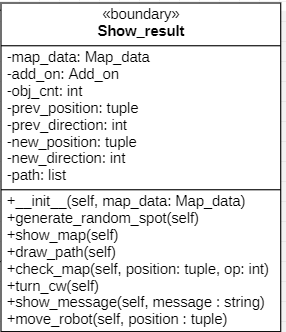 «boundary»
Show_result
-map_data: Map_data
-add_on: Add_on
-obj_cnt: int
-prev_position: tuple
-prev_direction: int
-new_position: tuple
-new_direction: int
-path: list
+__init__(self, map_data: Map_data)
+generate_random_spot(self)
+show_map(self)
+draw_path(self)
+check_map(self, position: tuple, op: int)
+turn_cw(self)
+show_message(self, message : string)
+move_robot(self, position : tuple)